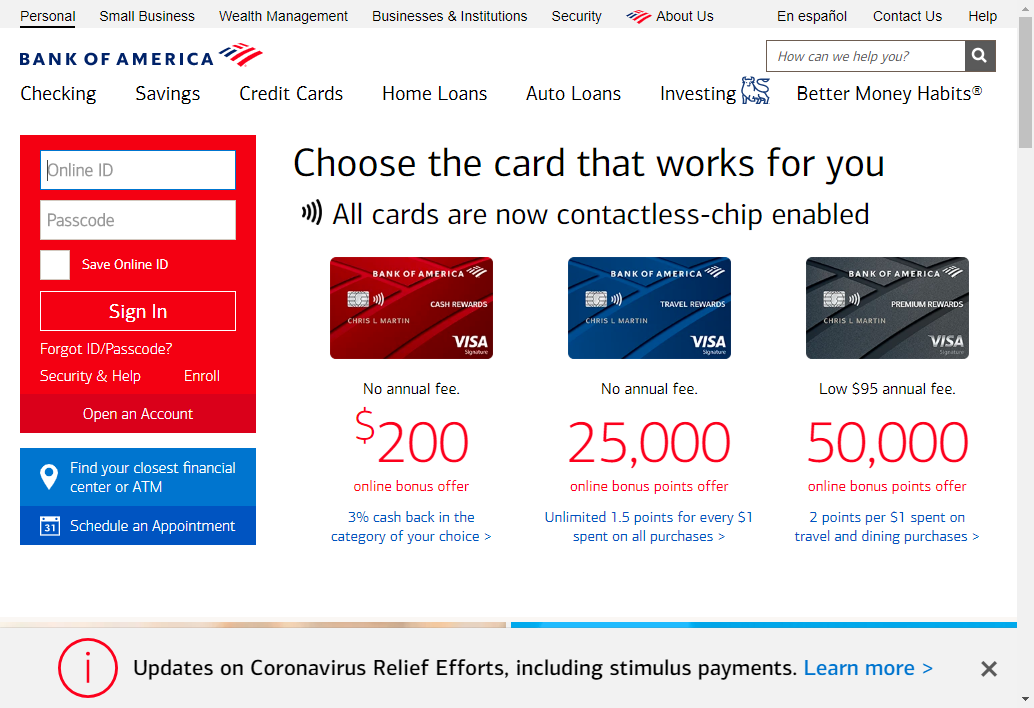 Personal Small Business Wealth Management Businesses & Institutions Security About Us En español Contact Us Help
BANK OF AMERICA
How can we help you?
Checking Savings Credit Cards Home Loans Auto Loans Investing Better Money Habits®
Online ID
Passcode
Save Online ID
Sign In
Forgot ID/Passcode?
Security & Help Enroll
Open an Account
Find your closest financial
center or ATM
31 Schedule an Appointment
Choose the card that works for you
All cards are now contactless-chip enabled
BANK OF AMERICA
CASH REWARDS
CHRIS L MARTIN
VISA
Signature
No annual fee.
$200
online bonus offer
3% cash back in the
category of your choice >
BANK OF AMERICA
TRAVEL REWARDS
CHRIS L MARTIN
VISA
Signature
No annual fee.
25,000
online bonus points offer
Unlimited 1.5 points for every $1
spent on all purchases >
BANK OF AMERICA
PREMIUM REWARDS
CHRIS L MARTIN
VISA
Signature
Low $95 annual fee.
50,000
online bonus points offer
2 points per $1 spent on
travel and dining purchases >
Updates on Coronavirus Relief Efforts, including stimulus payments. Learn more >